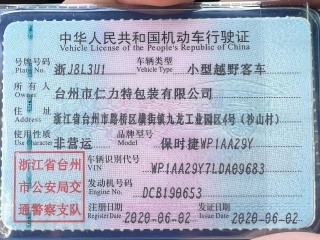 中华人民共和国机动车行驶证
Vehicle License of the People's Republic of China
号牌号码 浙J8L3U1 车辆类型 小型越野客车
Plate No. Vehicle Type
所有人 台州市仁力特包装有限公司
Owner
住址 浙江省台州市路桥区横街镇九龙工业园区4号(秒山村)
Address
使用性质 非营运 品牌型号 保时捷WP1AA29Y
Use Character Model
浙江省台州市公安局交通警察支队
车辆识别代号 WP1AA29Y7LDA09683
VIN
发动机号码 DCB190653
Engine No.
注册日期 2020-06-02 发证日期 2020-06-02
Register Date Issue Date